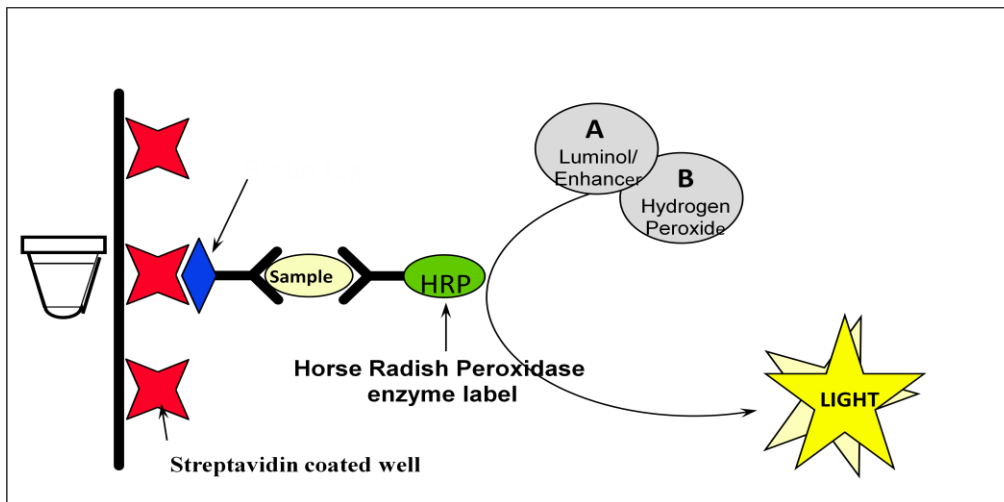 A
Luminol/
Enhancer
B
Hydrogen
Peroxide
Sample
HRP
Horse Radish Peroxidase
enzyme label
LIGHT
Streptavidin coated well